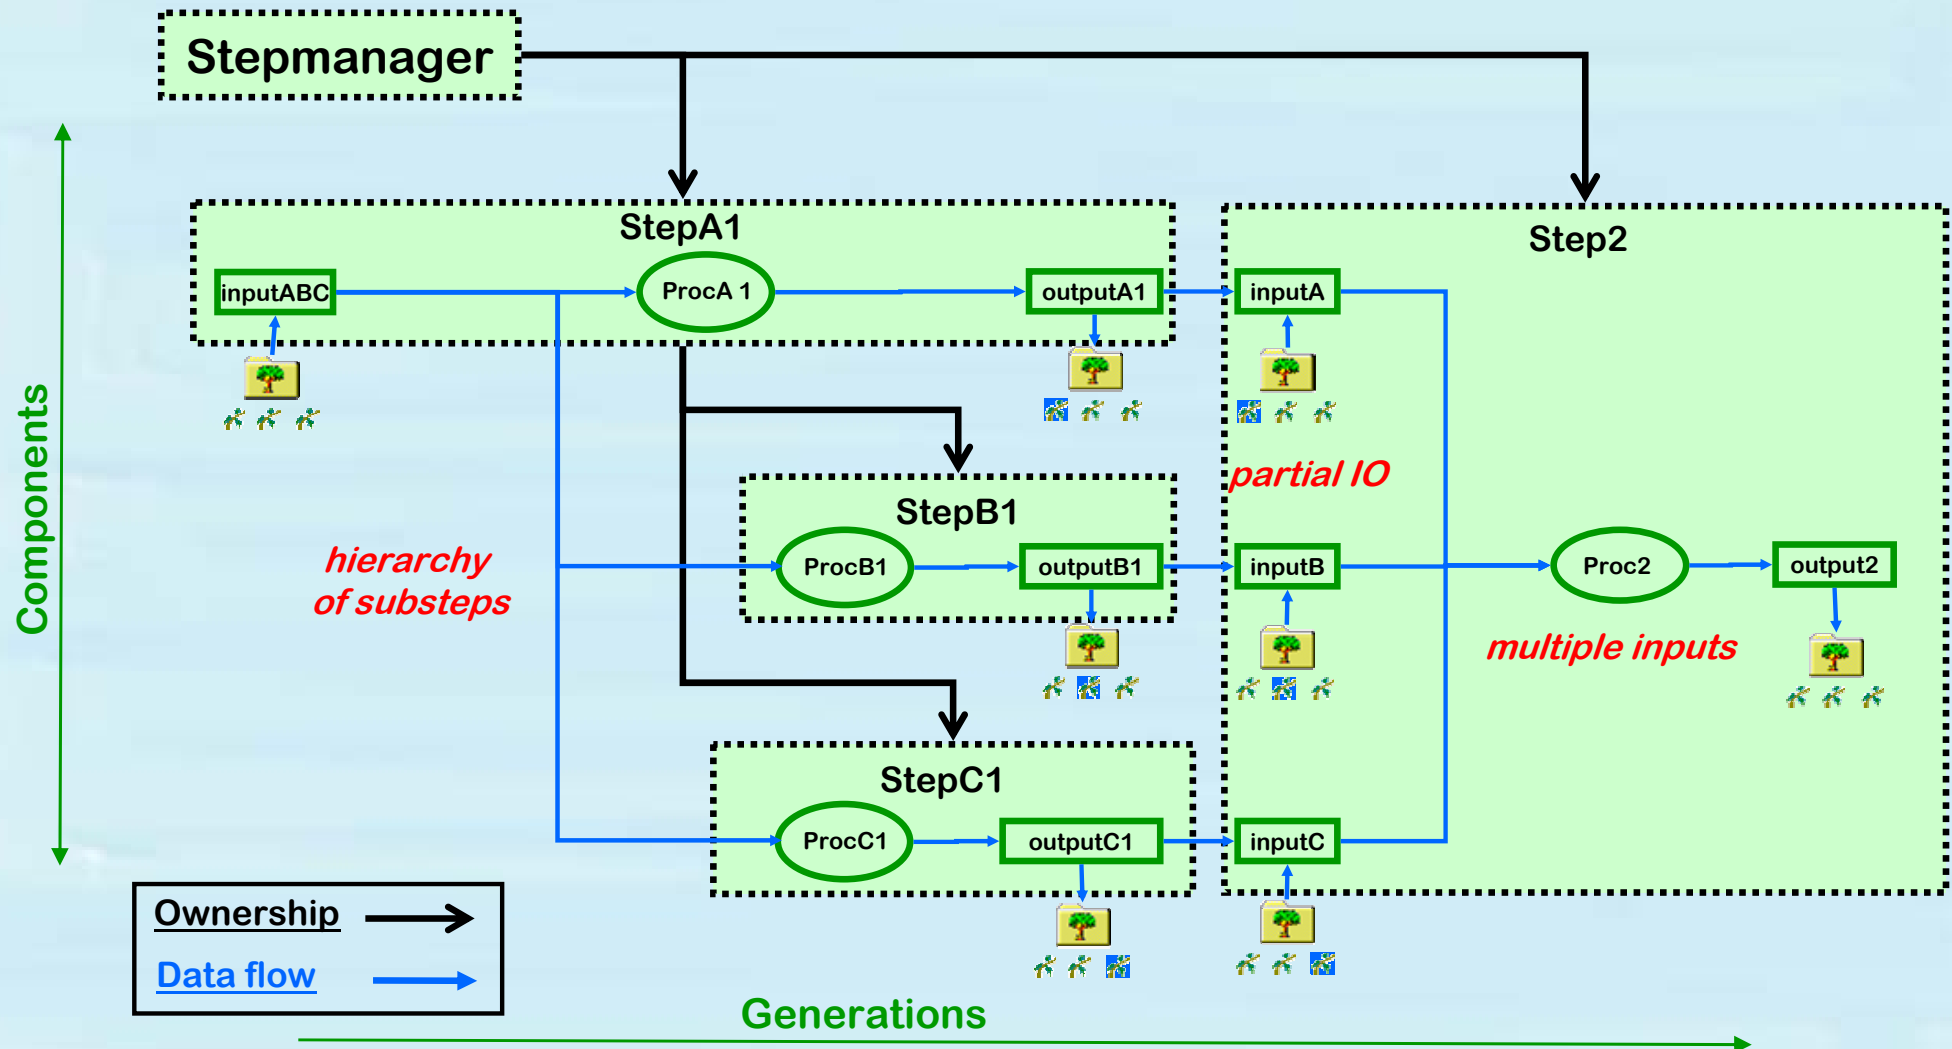 Stepmanager
StepA1
Step2
inputABC
ProcA 1
outputA1
inputA
Components
partial IO
StepB1
hierarchy
of substeps
ProcB1
outputB1
inputB
Proc2
output2
multiple inputs
StepC1
ProcC1
outputC1
inputC
Ownership
Data flow
Generations